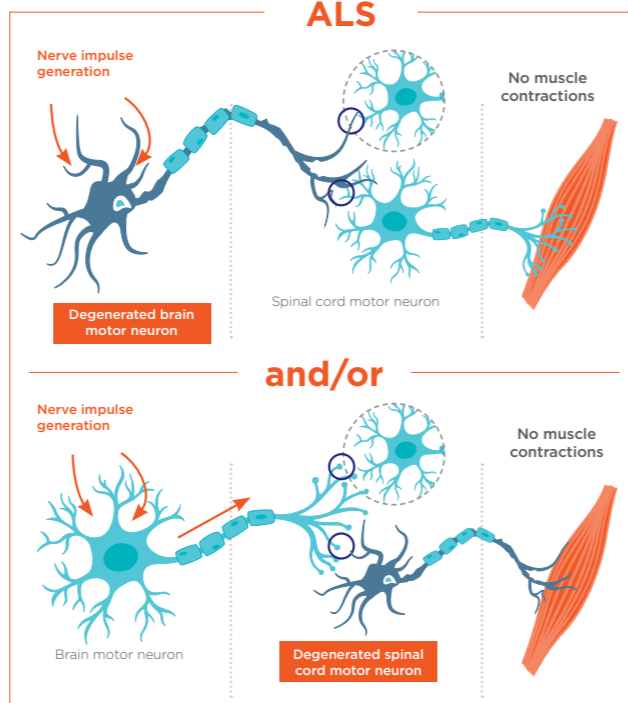 ALS
Nerve impulse
generation
No muscle
contractions
Degenerated brain
motor neuron
Spinal cord motor neuron
and/or
Nerve impulse
generation
No muscle
contractions
Brain motor neuron
Degenerated spinal
cord motor neuron